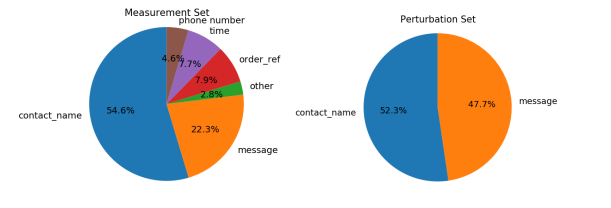 Measurement Set
phone number
time
4.6%
7.7%
order_ref
7.9%
other
2.8%
contact_name
54.6%
22.3%
message
Perturbation Set
contact_name
52.3%
47.7%
message